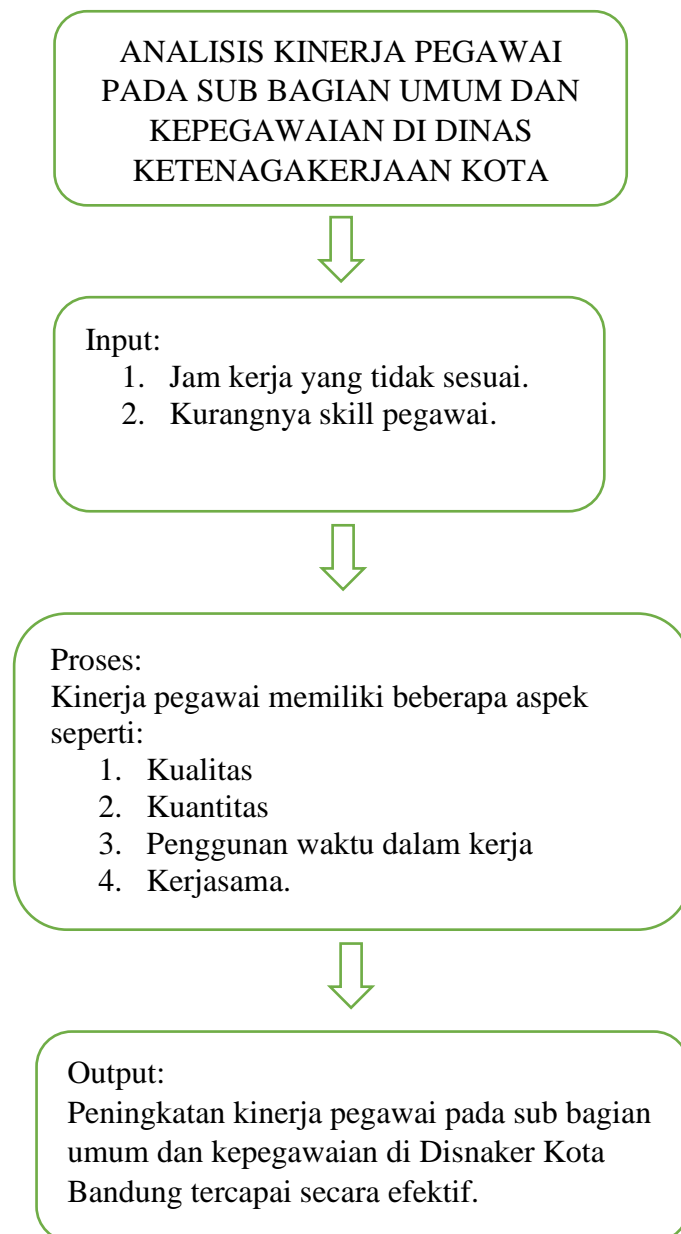 ANALISIS KINERJA PEGAWAI
PADA SUB BAGIAN UMUM DAN
KEPEGAWAIAN DI DINAS
KETENAGAKERJAAN KOTA
Input:
1. Jam kerja yang tidak sesuai.
2. Kurangnya skill pegawai.
Proses:
Kinerja pegawai memiliki beberapa aspek
seperti:
1. Kualitas
2. Kuantitas
3. Penggunan waktu dalam kerja
4. Kerjasama.
Output:
Peningkatan kinerja pegawai pada sub bagian
umum dan kepegawaian di Disnaker Kota
Bandung tercapai secara efektif.